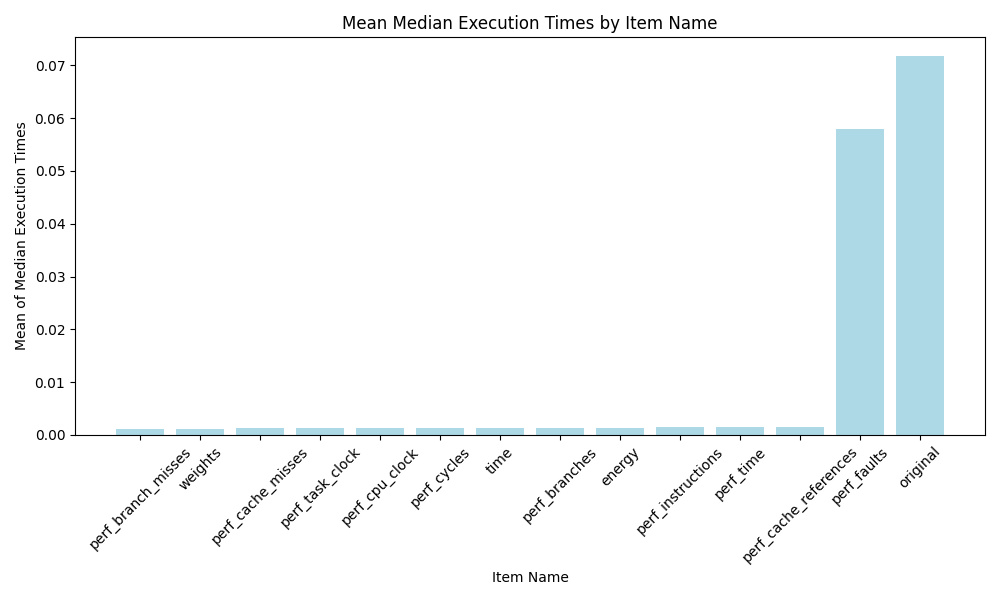 Mean Median Execution Times by Item Name
Mean of Median Execution Times
0.07
0.06
0.05
0.04
0.03
0.02
0.01
0.00
perf_branch_misses
weights
perf_cache_misses
perf_task_clock
perf_cpu_clock
perf_cycles
time
perf_branches
energy
perf_instructions
perf_time
perf_cache_references
perf_faults
original
Item Name